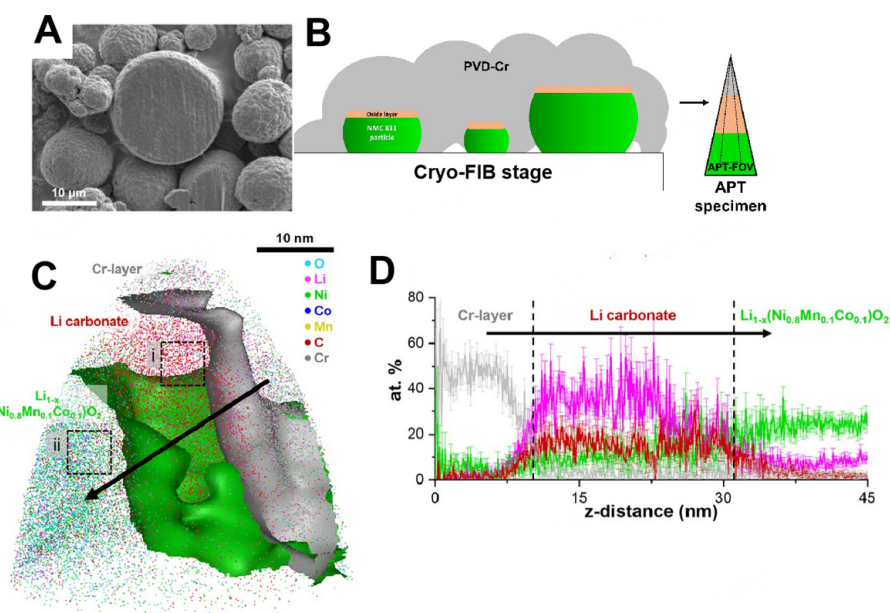 A
10 µm
B
PVD-Cr
Oxide layer
NMC 811
particle
Cryo-FIB stage
APT-FOV
APT
specimen
C
10 nm
Cr-layer
Li carbonate
i
Li1-x
Ni0.8Mn0.1Co0.1)O2
ii
O
Li
Ni
Co
Mn
C
Cr
D
Cr-layer
Li carbonate
Li1-x(Ni0.8Mn0.1Co0.1)O2
at. %
80
60
40
20
0
0
15
30
45
z-distance (nm)